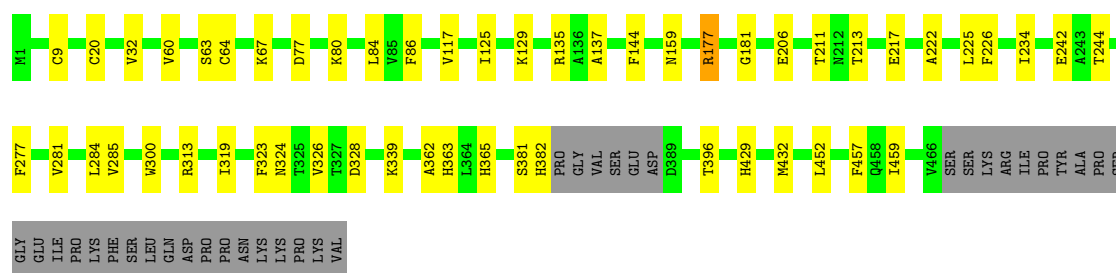 M1 C9 C20 V32 V60 S63 C64 K67 D77 K80 L84 V85 F86 V117 I125 K129 R135 A136 A137 F144 N159 R177 G181 E206 T211 N212 T213 E217 A222 L225 F226 I234 E242 A243 T244
F277 V281 L284 V285 W300 R313 I319 F323 N324 T325 V326 T327 D328 K339 A362 H363 L364 H365 S381 H382 PRO GLY VAL SER GLU ASP D389 T396 H429 M432 L452 F457 Q458 I459 V466 SER SER LYS ARG ILE PRO TYR ALA PRO SER
GLY GLU ILE PRO LYS PHE SER LEU GLN ASP PRO PRO ASN LYS LYS PRO LYS VAL